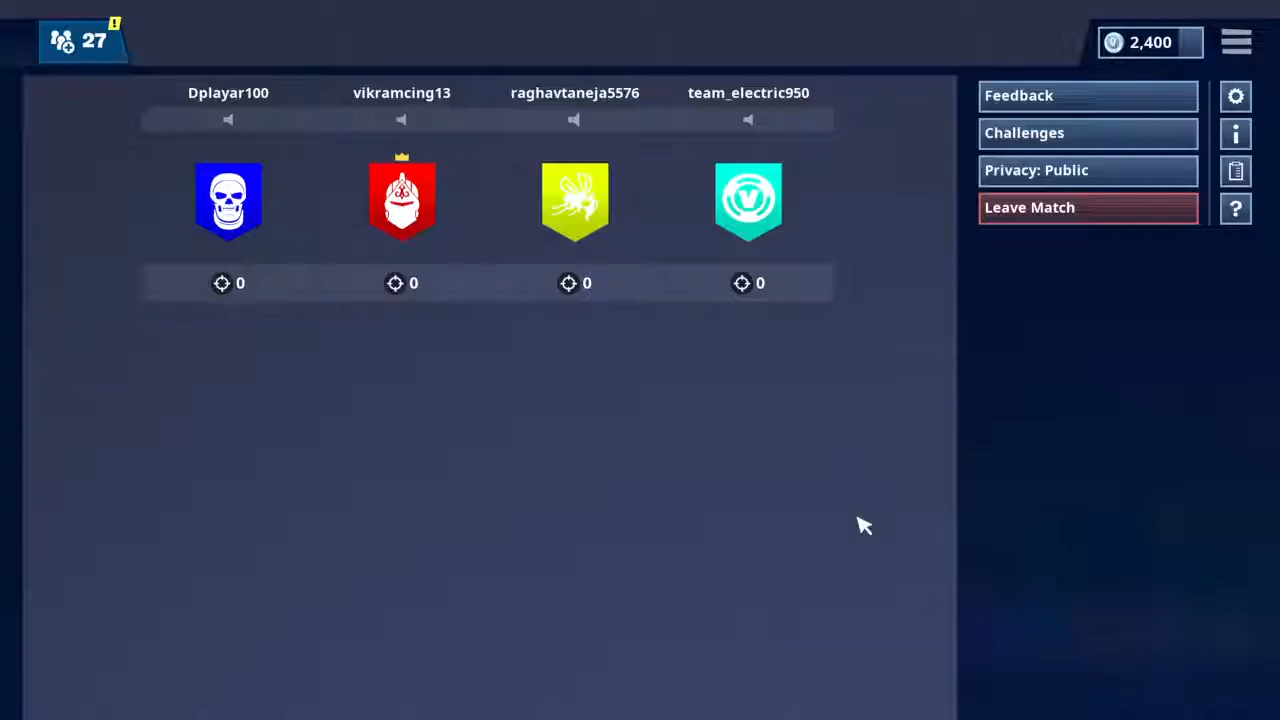 27
!
2,400
Dplayar100 vikramcing13 raghavtaneja5576 team_electric950
0 0 0 0
Feedback
Challenges
Privacy: Public
Leave Match
i
?